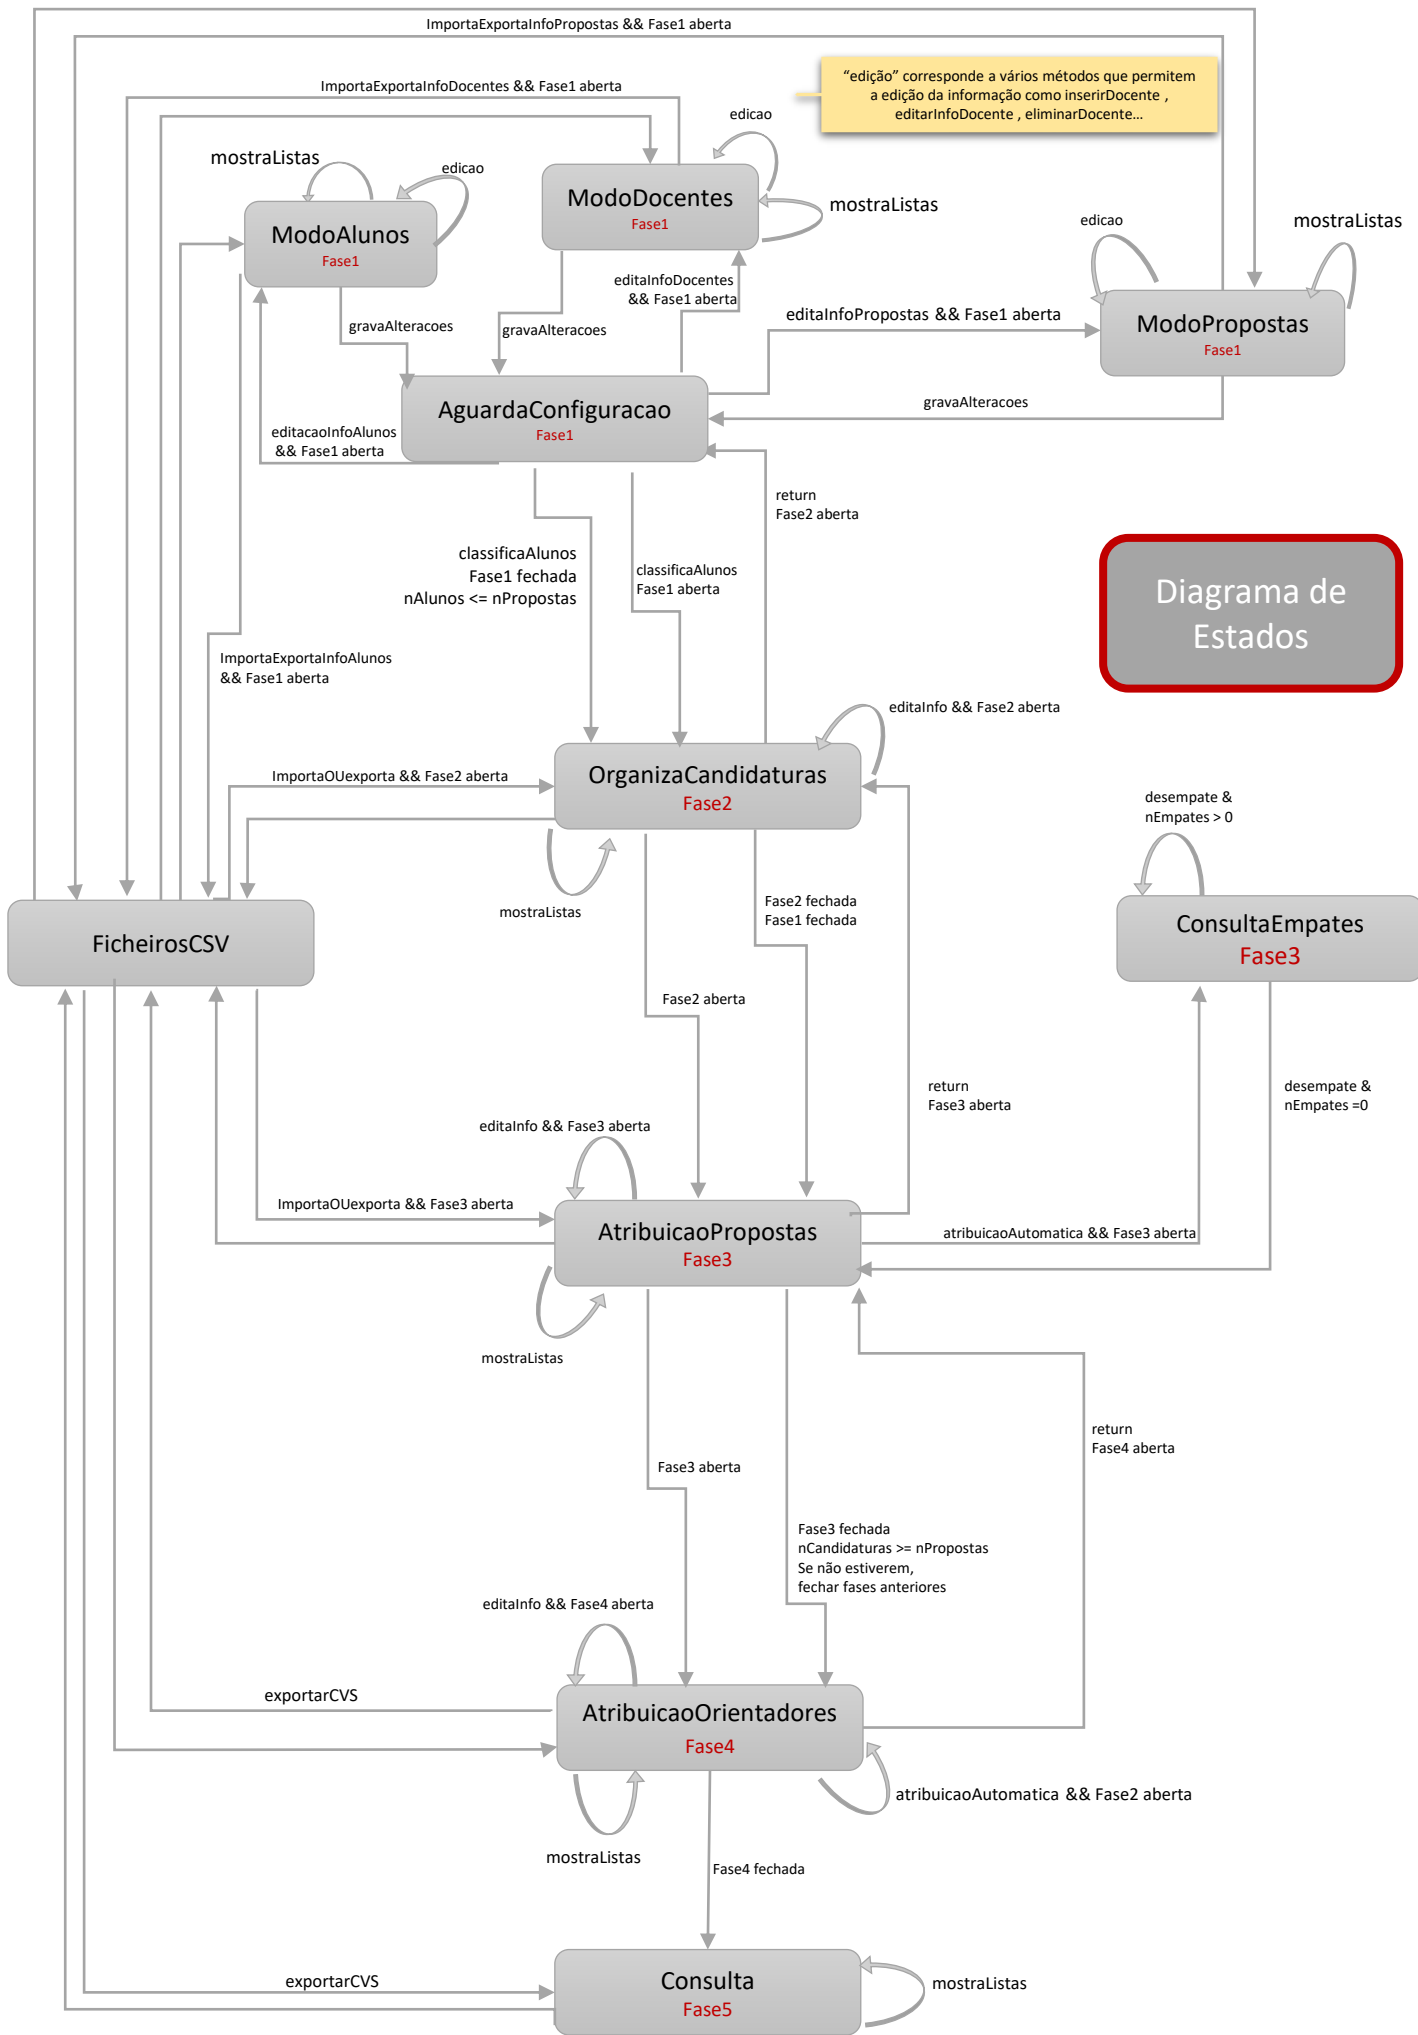 ImportaExportaInfoPropostas && Fase1 aberta
“edição” corresponde a vários métodos que permitem
a edição da informação como inserirDocente ,
editarInfoDocente , eliminarDocente...
ImportaExportaInfoDocentes && Fase1 aberta
edicao
mostraListas
edicao
ModoDocentes
Fase1
mostraListas
ModoAlunos
Fase1
edicao
mostraListas
editaInfoDocentes
&& Fase1 aberta
editaInfoPropostas && Fase1 aberta
ModoPropostas
Fase1
gravaAlteracoes
gravaAlteracoes
AguardaConfiguracao
Fase1
gravaAlteracoes
editacaoInfoAlunos
&& Fase1 aberta
return
Fase2 aberta
classificaAlunos
Fase1 fechada
nAlunos <= nPropostas
classificaAlunos
Fase1 aberta
Diagrama de
Estados
ImportaExportaInfoAlunos
&& Fase1 aberta
editaInfo && Fase2 aberta
ImportaOUexporta && Fase2 aberta
OrganizaCandidaturas
Fase2
desempate &
nEmpates > 0
mostraListas
Fase2 fechada
Fase1 fechada
FicheirosCSV
ConsultaEmpates
Fase3
Fase2 aberta
return
Fase3 aberta
desempate &
nEmpates =0
editaInfo && Fase3 aberta
ImportaOUexporta && Fase3 aberta
AtribuicaoPropostas
Fase3
atribuicaoAutomatica && Fase3 aberta
mostraListas
return
Fase4 aberta
Fase3 aberta
Fase3 fechada
nCandidaturas >= nPropostas
Se não estiverem,
fechar fases anteriores
editaInfo && Fase4 aberta
exportarCVS
AtribuicaoOrientadores
Fase4
atribuicaoAutomatica && Fase2 aberta
mostraListas
Fase4 fechada
exportarCVS
Consulta
Fase5
mostraListas